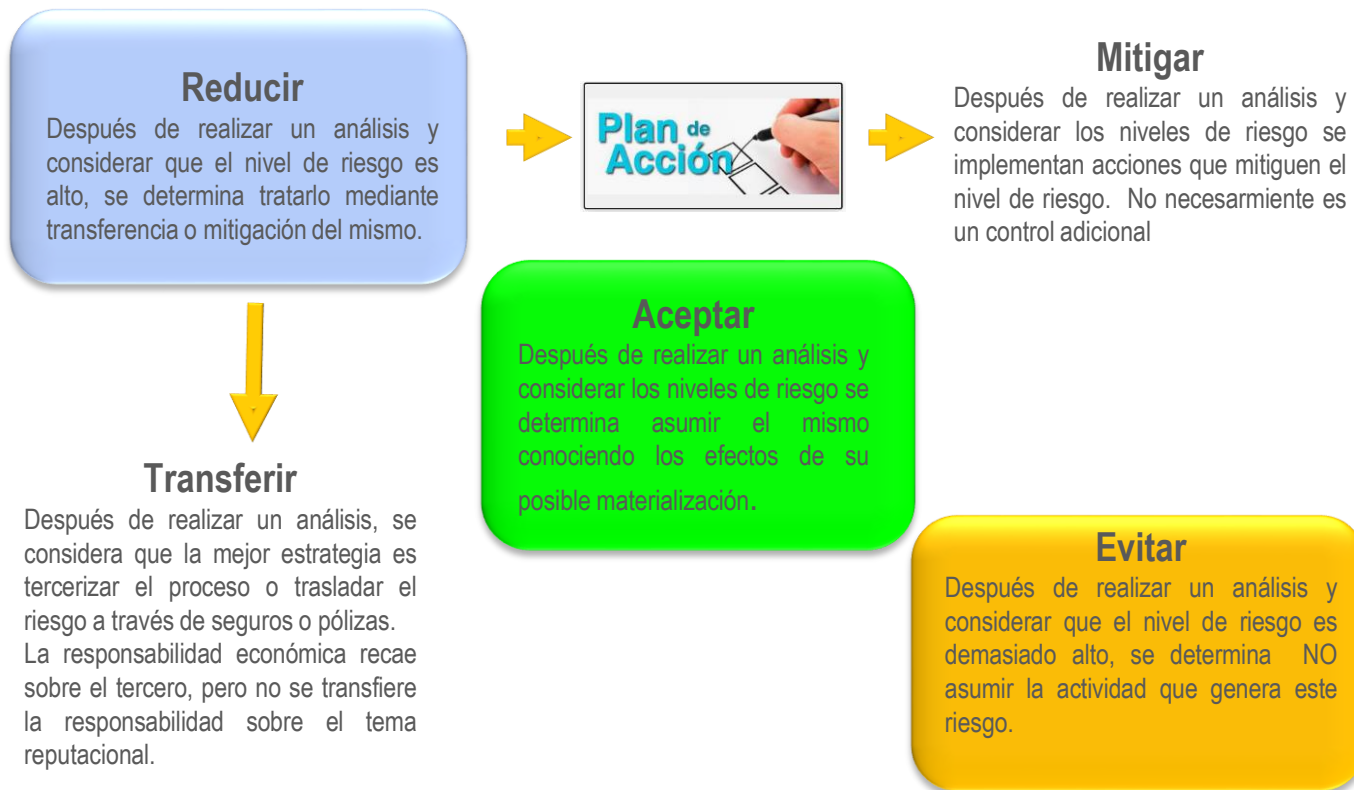 Reducir
Después de realizar un análisis y
considerar que el nivel de riesgo es
alto, se determina tratarlo mediante
transferencia o mitigación del mismo.
Plan de
Acción
Mitigar
Después de realizar un análisis y
considerar los niveles de riesgo se
implementan acciones que mitiguen el
nivel de riesgo. No necesarmiente es
un control adicional
Aceptar
Después de realizar un análisis y
considerar los niveles de riesgo se
determina asumir el mismo
conociendo los efectos de su
posible materialización.
Transferir
Después de realizar un análisis, se
considera que la mejor estrategia es
tercerizar el proceso o trasladar el
riesgo a través de seguros o pólizas.
La responsabilidad económica recae
sobre el tercero, pero no se transfiere
la responsabilidad sobre el tema
reputacional.
Evitar
Después de realizar un análisis y
considerar que el nivel de riesgo es
demasiado alto, se determina NO
asumir la actividad que genera este
riesgo.